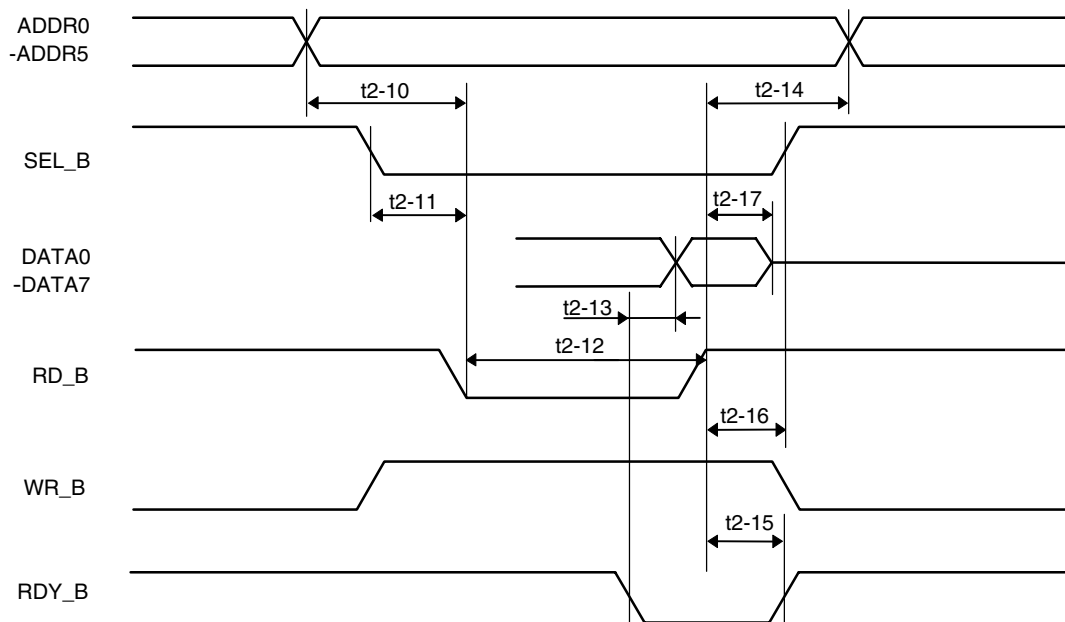 ADDR0
-ADDR5
t2-10
t2-14
SEL_B
t2-11
t2-17
DATA0
-DATA7
t2-13
t2-12
RD_B
t2-16
WR_B
t2-15
RDY_B